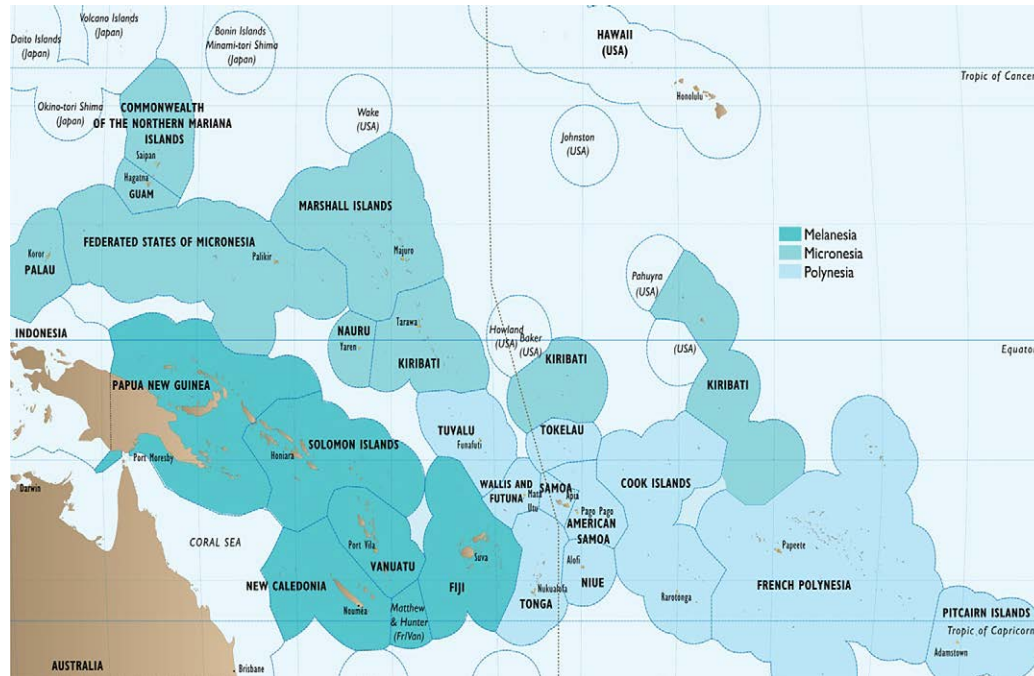 Volcano Islands
(Japan)
Daito Islands
(Japan)
Bonin Islands
Minami-tori Shima
(Japan)
HAWAII
(USA)
Tropic of Cancer
Honolulu
Okino-tori Shima
(Japan)
COMMONWEALTH
OF THE NORTHERN MARIANA
ISLANDS
Saipan
Wake
(USA)
Johnston
(USA)
Hagatna
GUAM
MARSHALL ISLANDS
Majuro
FEDERATED STATES OF MICRONESIA
Palikir
Koror
PALAU
Melanesia
Micronesia
Polynesia
Pahuyra
(USA)
INDONESIA
NAURU
Yaren
Tarawa
KIRIBATI
Howland
(USA)
Baker
(USA)
KIRIBATI
(USA)
Equator
KIRIBATI
PAPUA NEW GUINEA
Port Moresby
SOLOMON ISLANDS
Honiara
TUVALU
Funafuti
TOKELAU
WALLIS AND
FUTUNA
Mata
Utu
SAMOA
Apia
Pago Pago
AMERICAN
SAMOA
COOK ISLANDS
Rarotonga
Darwin
CORAL SEA
Port Vila
VANUATU
Suva
FIJI
Alofi
NIUE
Nukualofa
TONGA
Papeete
FRENCH POLYNESIA
NEW CALEDONIA
Noumea
Matthew
& Hunter
(Fr/Van)
PITCAIRN ISLANDS
Tropic of Capricorn
Adamstown
AUSTRALIA
Brisbane